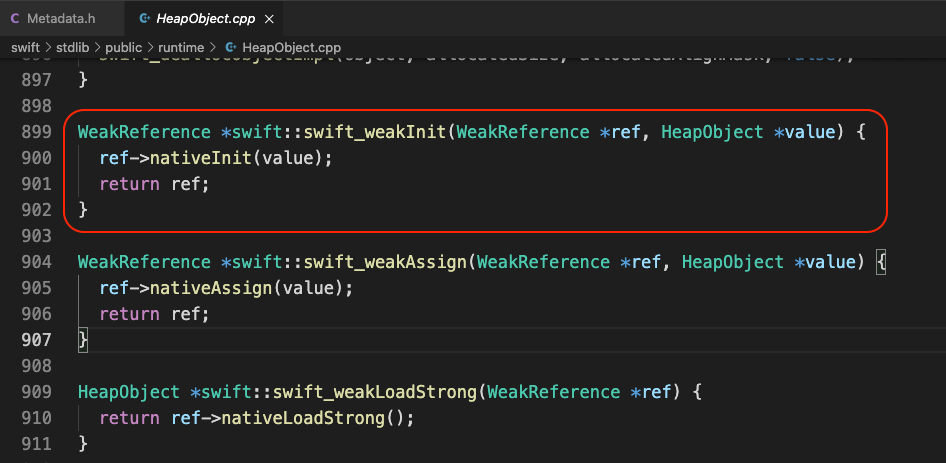 Metadata.h HeapObject.cpp ×
swift > stdlib > public > runtime > HeapObject.cpp
897 }
898
899 WeakReference *swift::swift_weakInit(WeakReference *ref, HeapObject *value) {
900   ref->nativeInit(value);
901   return ref;
902 }
903
904 WeakReference *swift::swift_weakAssign(WeakReference *ref, HeapObject *value) {
905   ref->nativeAssign(value);
906   return ref;
907 }
908
909 HeapObject *swift::swift_weakLoadStrong(WeakReference *ref) {
910   return ref->nativeLoadStrong();
911 }